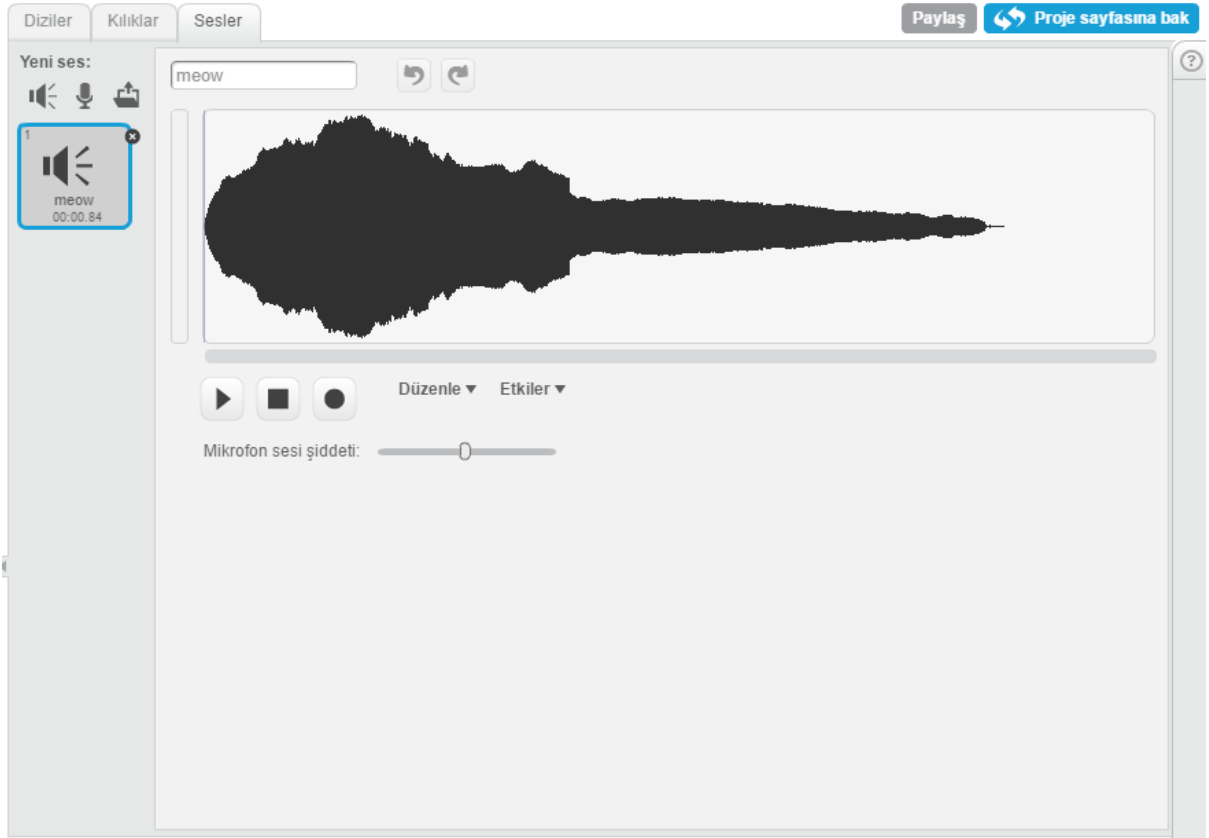 Diziler Kılıklar Sesler Paylaş Proje sayfasına bak
Yeni ses:
meow
?
1
meow
00:00.84
Düzenle Etkiler
Mikrofon sesi şiddeti: